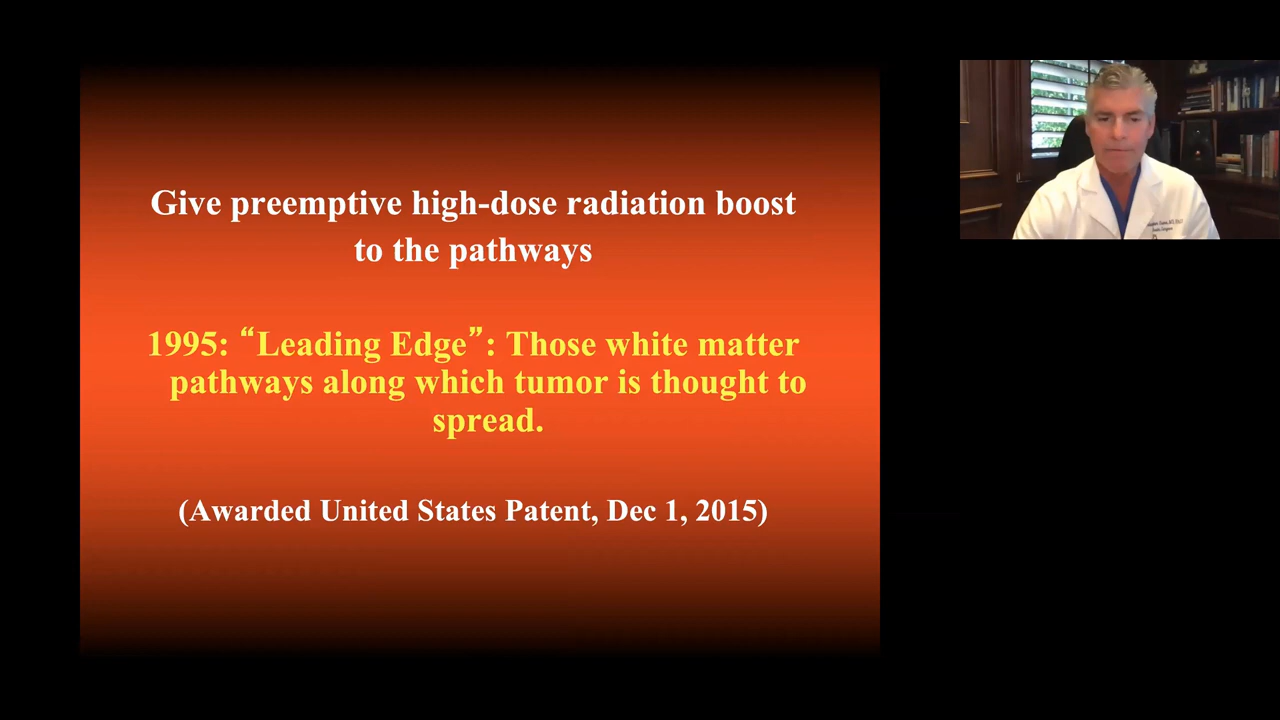 Give preemptive high-dose radiation boost
to the pathways
1995: “Leading Edge”: Those white matter
pathways along which tumor is thought to
spread.
(Awarded United States Patent, Dec 1, 2015)